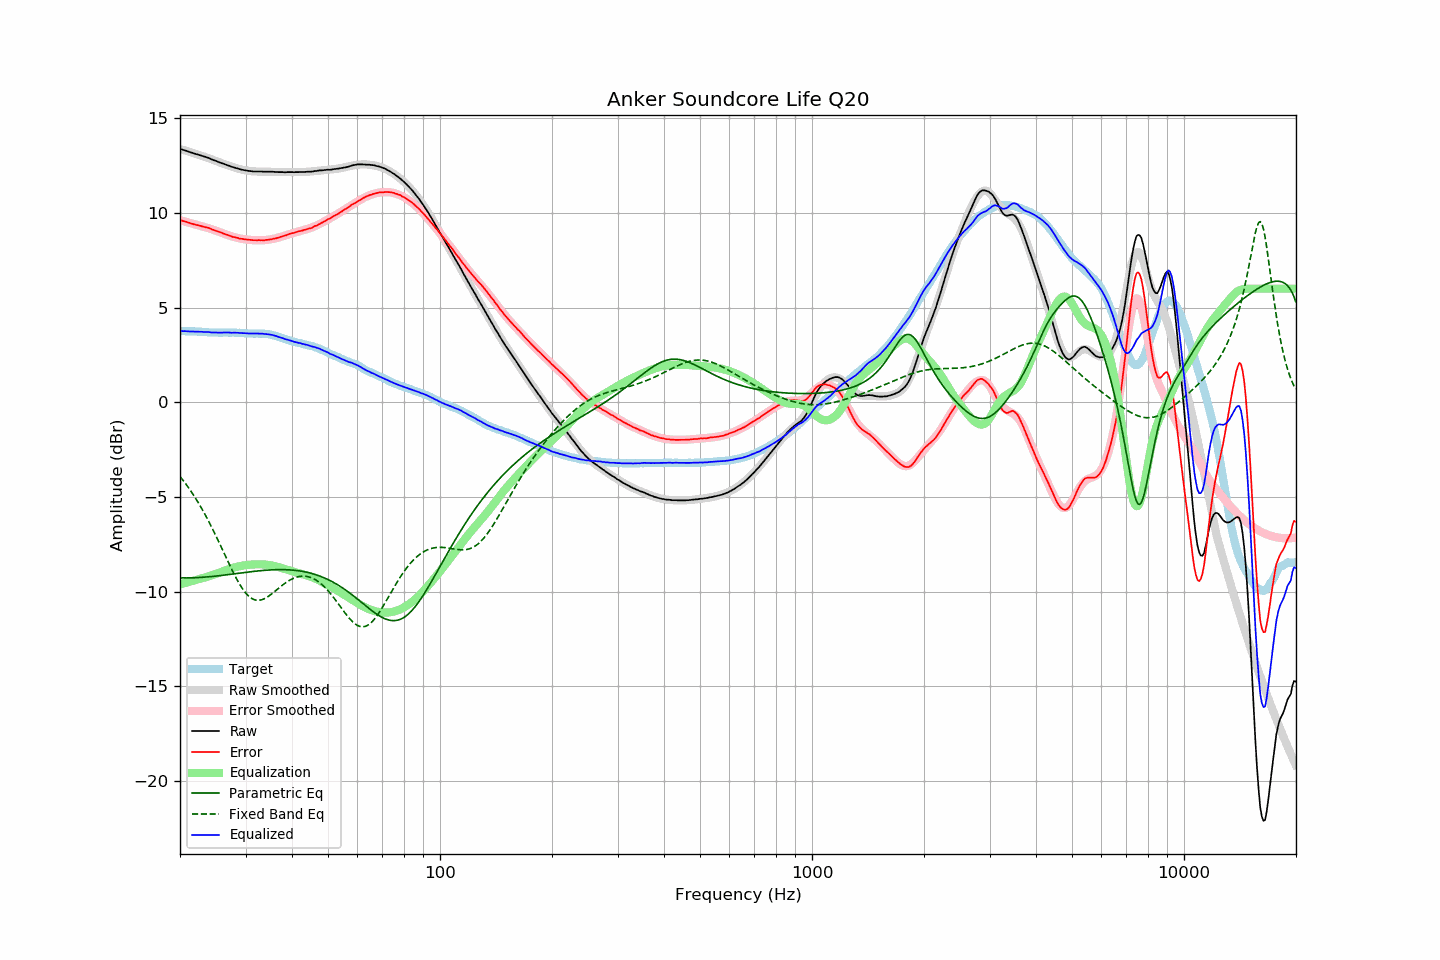 Anker Soundcore Life Q20
15
10
5
0
−5
−10
−15
−20
Amplitude (dBr)
Target
Raw Smoothed
Error Smoothed
Raw
Error
Equalization
Parametric Eq
Fixed Band Eq
Equalized
100
1000
10000
Frequency (Hz)